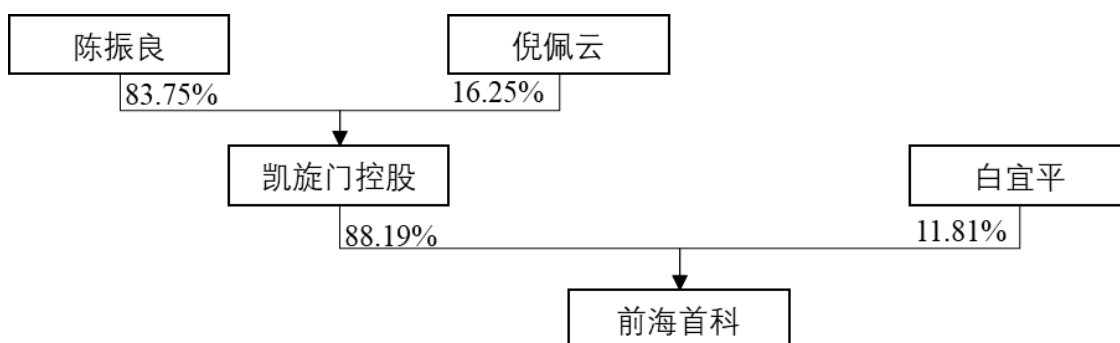 陈振良
倪佩云
83.75%
16.25%
凯旋门控股
白宜平
88.19%
11.81%
前海首科